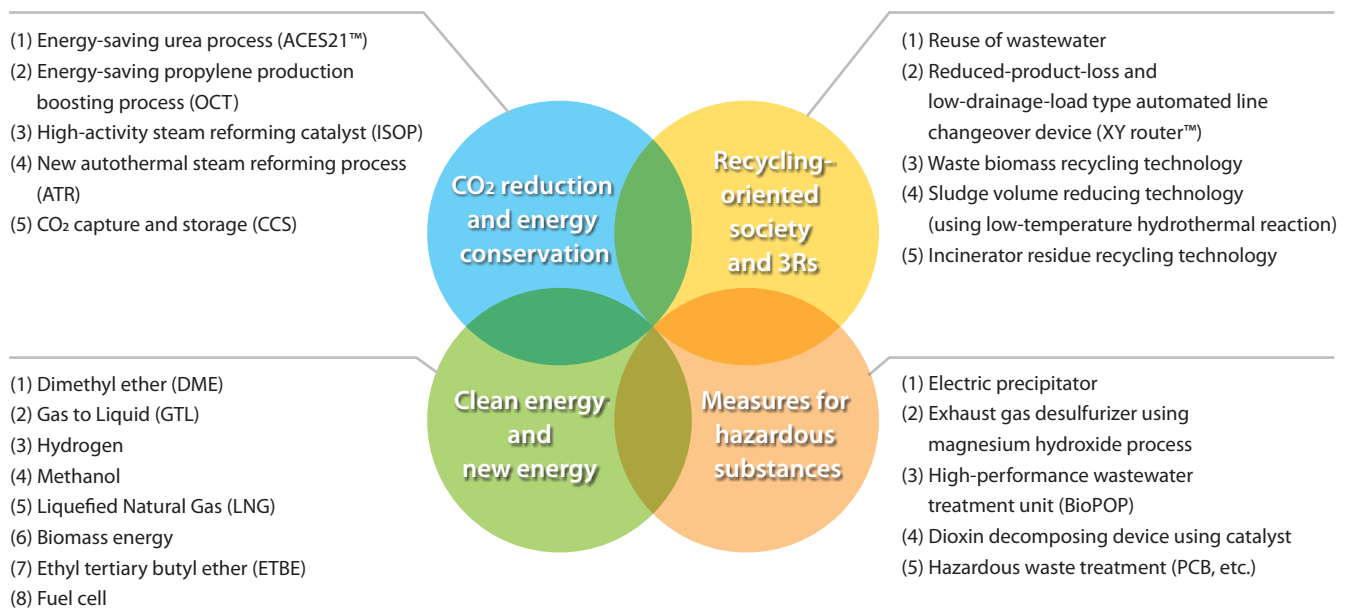 (1) Energy-saving urea process (ACES21™)
(2) Energy-saving propylene production
boosting process (OCT)
(3) High-activity steam reforming catalyst (ISOP)
(4) New autothermal steam reforming process
(ATR)
(5) CO₂ capture and storage (CCS)
(1) Reuse of wastewater
(2) Reduced-product-loss and
low-drainage-load type automated line
changeover device (XY router™)
(3) Waste biomass recycling technology
(4) Sludge volume reducing technology
(using low-temperature hydrothermal reaction)
(5) Incinerator residue recycling technology
CO₂ reduction
and energy
conservation
Recycling-
oriented
society
and 3Rs
Clean energy
and
new energy
Measures for
hazardous
substances
(1) Dimethyl ether (DME)
(2) Gas to Liquid (GTL)
(3) Hydrogen
(4) Methanol
(5) Liquefied Natural Gas (LNG)
(6) Biomass energy
(7) Ethyl tertiary butyl ether (ETBE)
(8) Fuel cell
(1) Electric precipitator
(2) Exhaust gas desulfurizer using
magnesium hydroxide process
(3) High-performance wastewater
treatment unit (BioPOP)
(4) Dioxin decomposing device using catalyst
(5) Hazardous waste treatment (PCB, etc.)